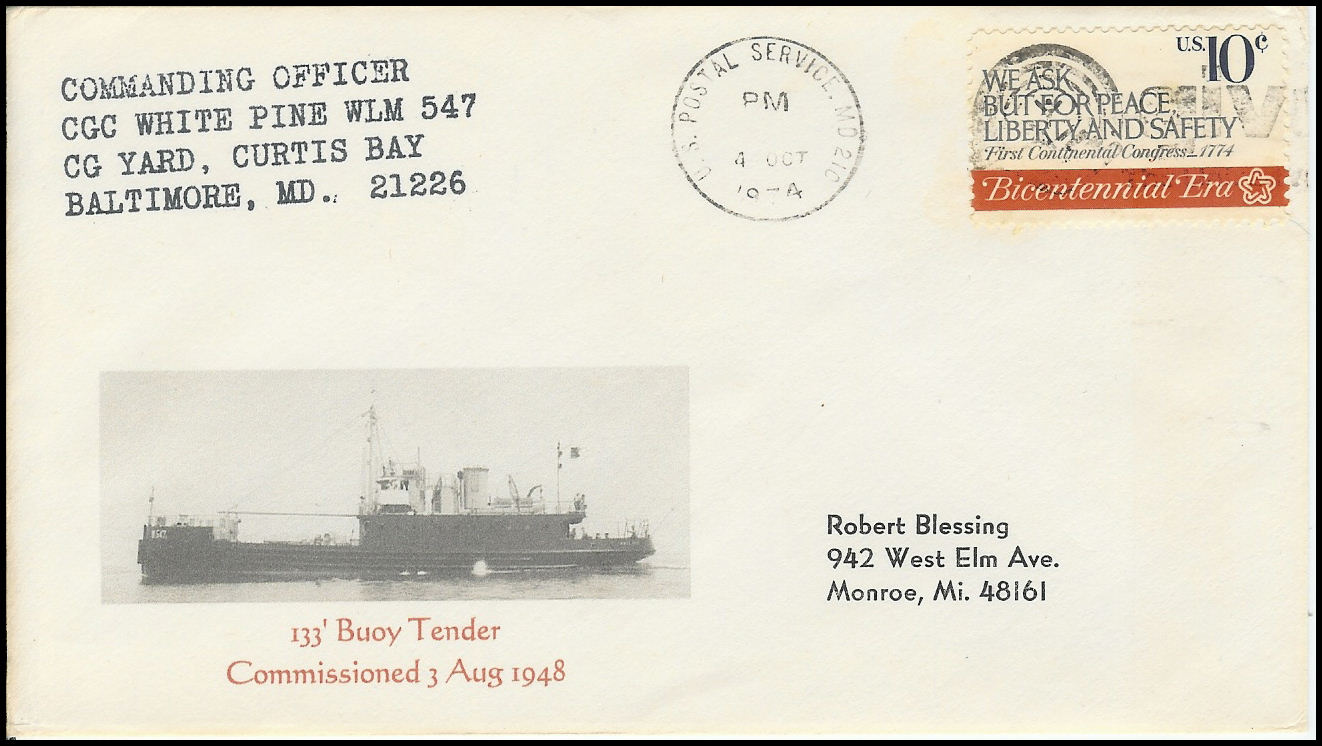 COMMANDING OFFICER
CGC WHITE PINE WLM 547
CG YARD, CURTIS BAY
BALTIMORE, MD. 21226
U.S. POSTAL SERVICE, MD 210
PM
4 OCT
1974
U.S. 10¢
WE ASK
BUT FOR PEACE,
LIBERTY AND SAFETY
First Continental Congress-1774
Bicentennial Era
133' Buoy Tender
Commissioned 3 Aug 1948
Robert Blessing
942 West Elm Ave.
Monroe, Mi. 48161